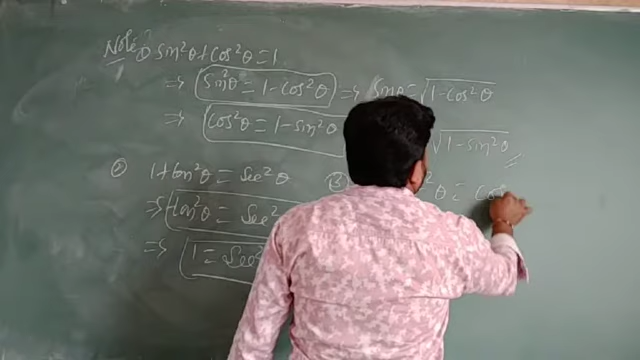 Note: ① Sin²θ + Cos²θ = 1
⇒ Sin²θ = 1 - Cos²θ ⇒ Sinθ = √1 - Cos²θ
⇒ Cos²θ = 1 - Sin²θ √1 - Sin²θ
② 1 + tan²θ = Sec²θ
⇒ tan²θ = Sec²
⇒ 1 = Sec²
③ ²θ = Cos